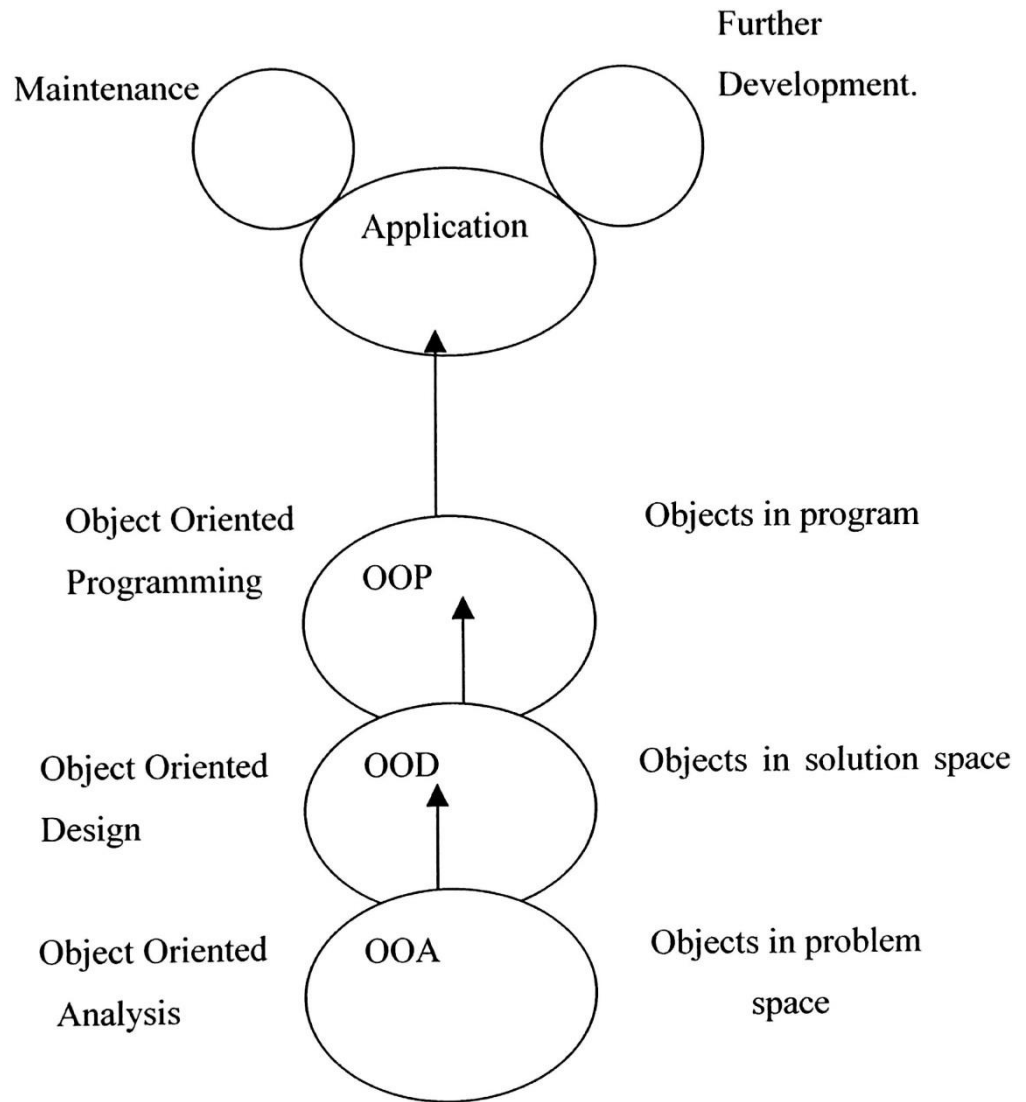 Further
Development.
Maintenance
Application
Object Oriented
Programming
OOP
Objects in program
Object Oriented
Design
OOD
Objects in solution space
Object Oriented
Analysis
OOA
Objects in problem
space